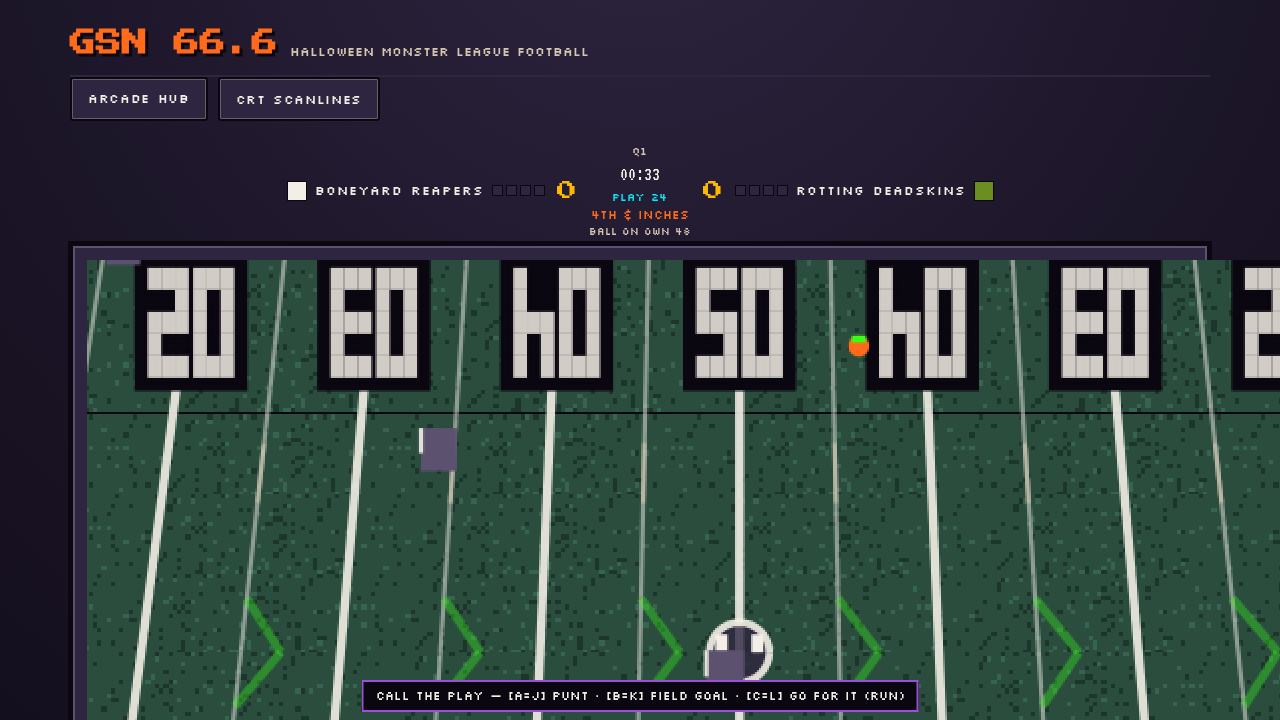 GSN 66.6 HALLOWEEN MONSTER LEAGUE FOOTBALL
ARCADE HUB CRT SCANLINES
Q1
00:33
BONEYARD REAPERS 0 0 ROTTING DEADSKINS
PLAY 24
4TH & INCHES
BALL ON OWN 48
20 30 40 50 40 30 2
CALL THE PLAY — [A=J] PUNT · [B=K] FIELD GOAL · [C=L] GO FOR IT (RUN)